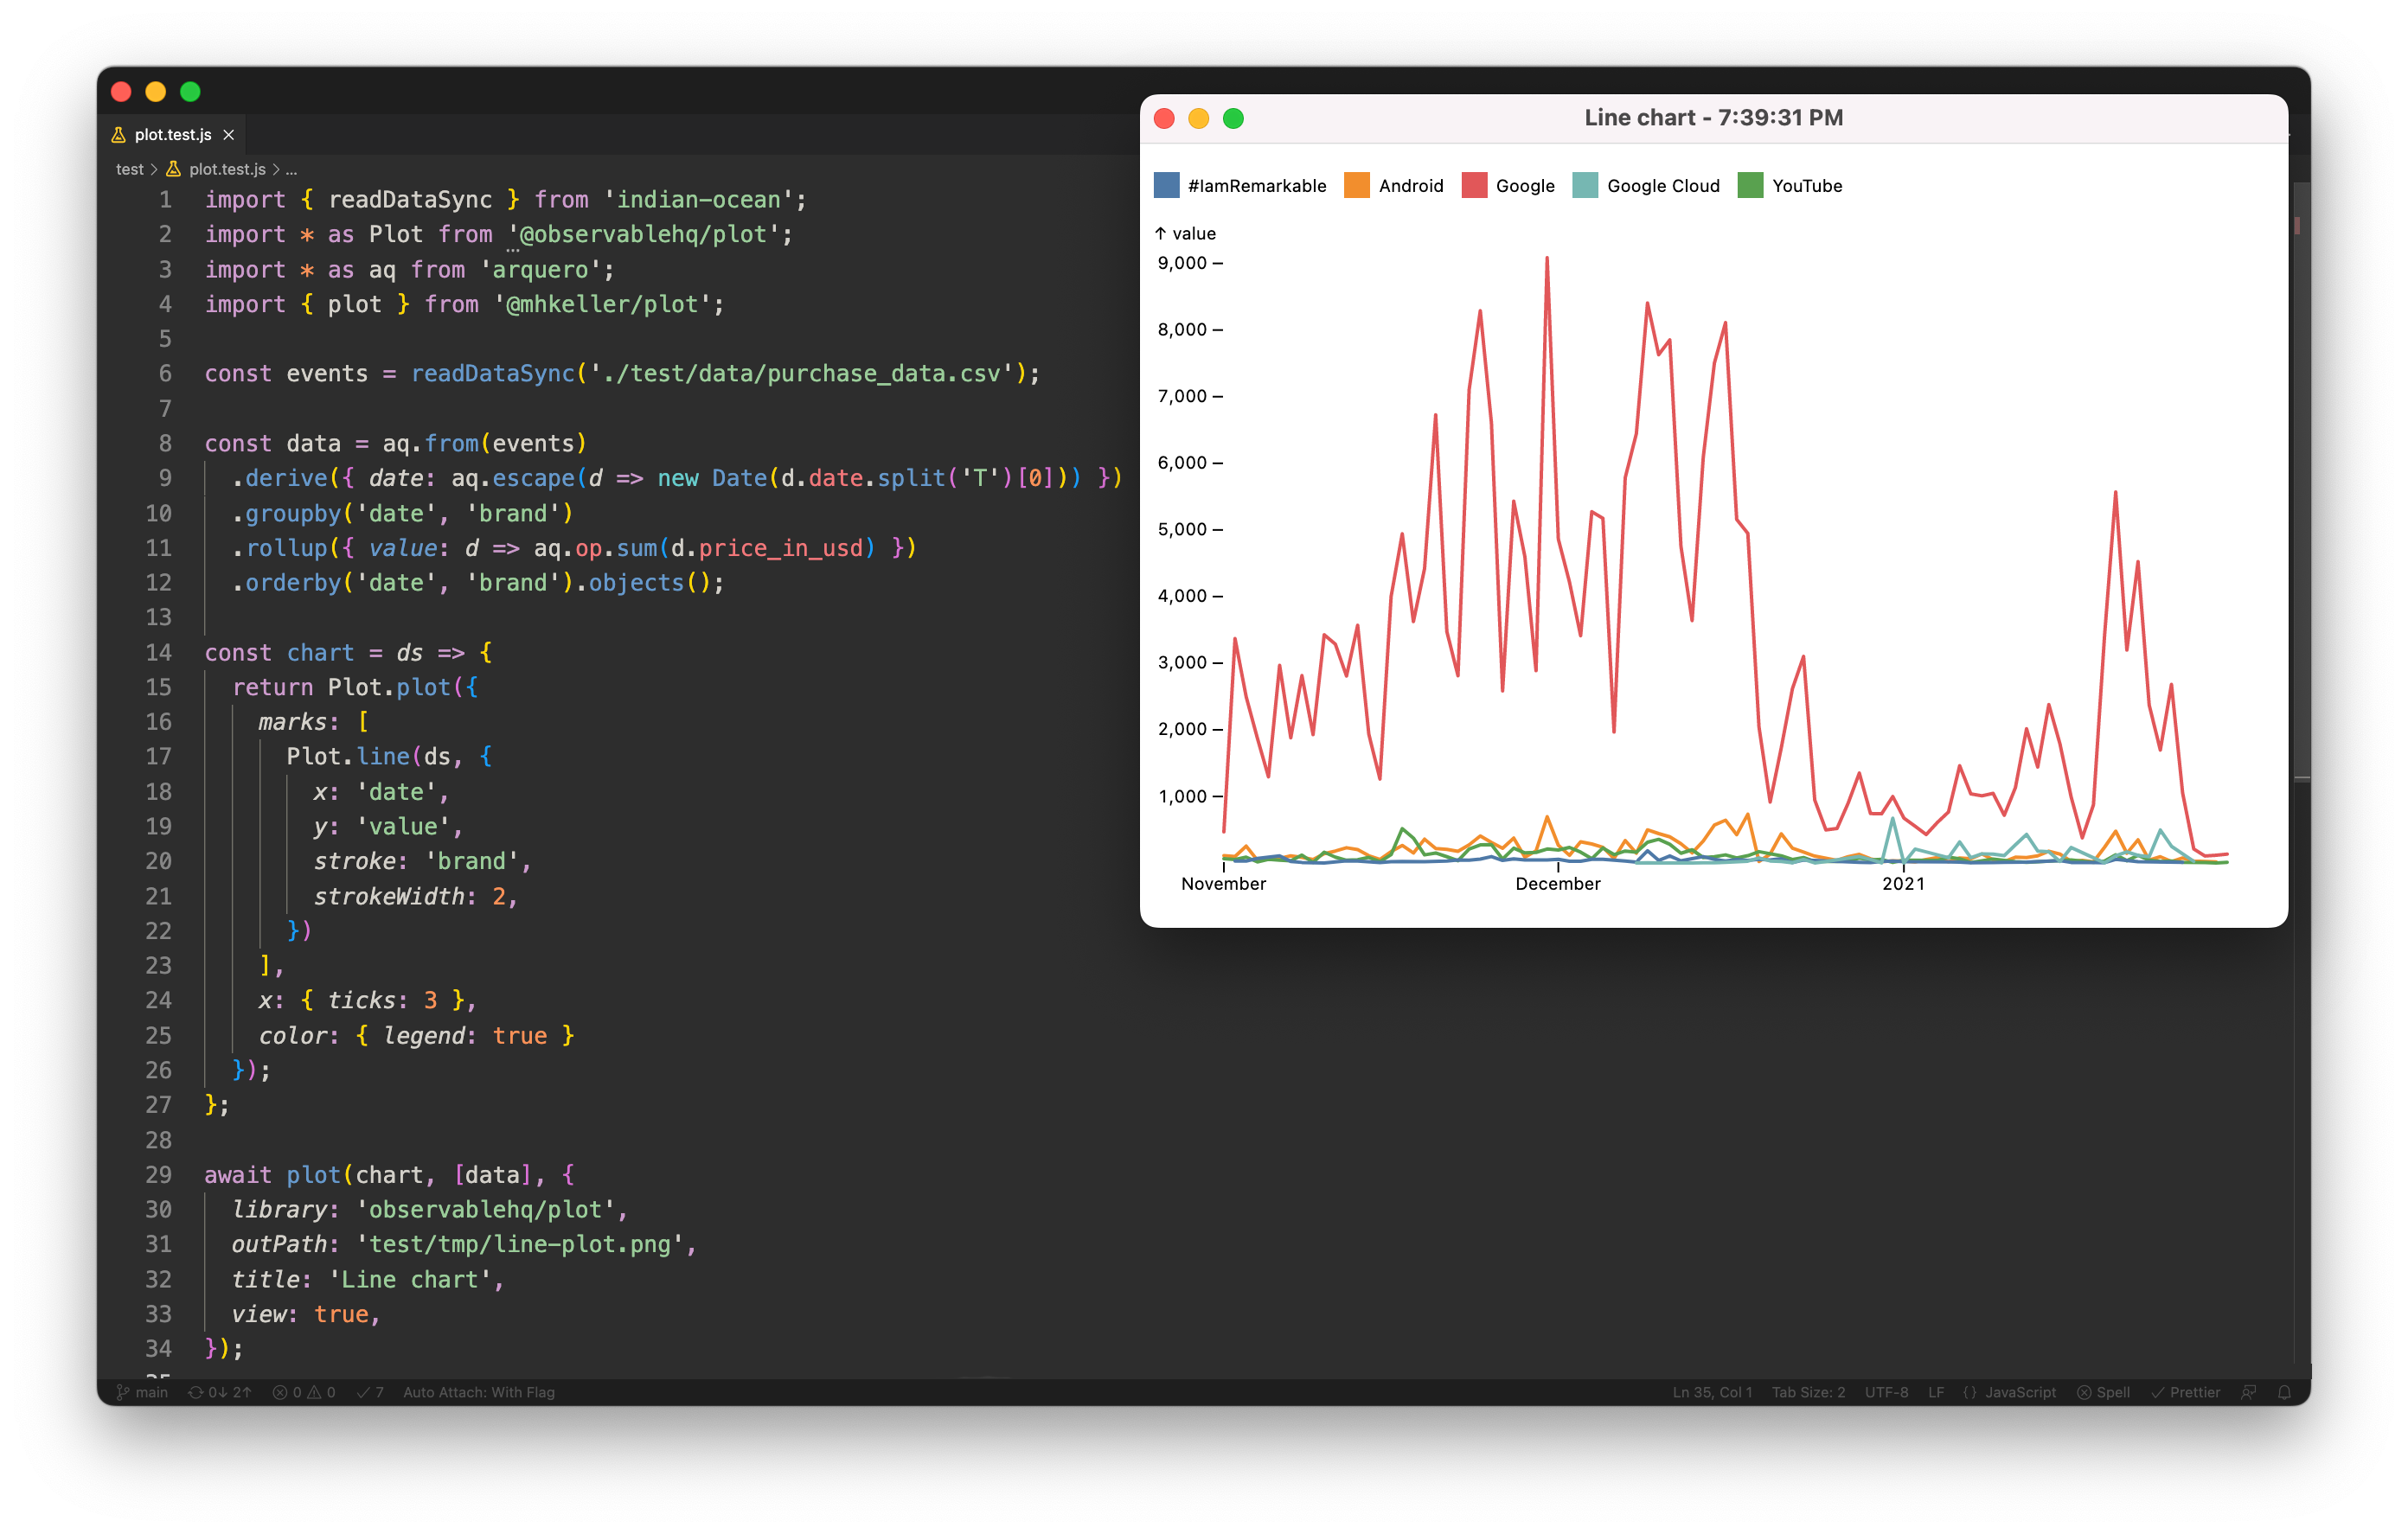 plot.test.js ×
test > plot.test.js > ...
1 import { readDataSync } from 'indian-ocean';
2 import * as Plot from '@observablehq/plot';
3 import * as aq from 'arquero';
4 import { plot } from '@mhkeller/plot';
5
6 const events = readDataSync('./test/data/purchase_data.csv');
7
8 const data = aq.from(events)
9 .derive({ date: aq.escape(d => new Date(d.date.split('T')[0])) })
10 .groupby('date', 'brand')
11 .rollup({ value: d => aq.op.sum(d.price_in_usd) })
12 .orderby('date', 'brand').objects();
13
14 const chart = ds => {
15 return Plot.plot({
16 marks: [
17 Plot.line(ds, {
18 x: 'date',
19 y: 'value',
20 stroke: 'brand',
21 strokeWidth: 2,
22 })
23 ],
24 x: { ticks: 3 },
25 color: { legend: true }
26 });
27 };
28
29 await plot(chart, [data], {
30 library: 'observablehq/plot',
31 outPath: 'test/tmp/line-plot.png',
32 title: 'Line chart',
33 view: true,
34 });
main 0↓ 2↑ 0 0 7 Auto Attach: With Flag Ln 35, Col 1 Tab Size: 2 UTF-8 LF {} JavaScript Spell Prettier
Line chart - 7:39:31 PM
#IamRemarkable Android Google Google Cloud YouTube
↑ value
9,000
8,000
7,000
6,000
5,000
4,000
3,000
2,000
1,000
November December 2021